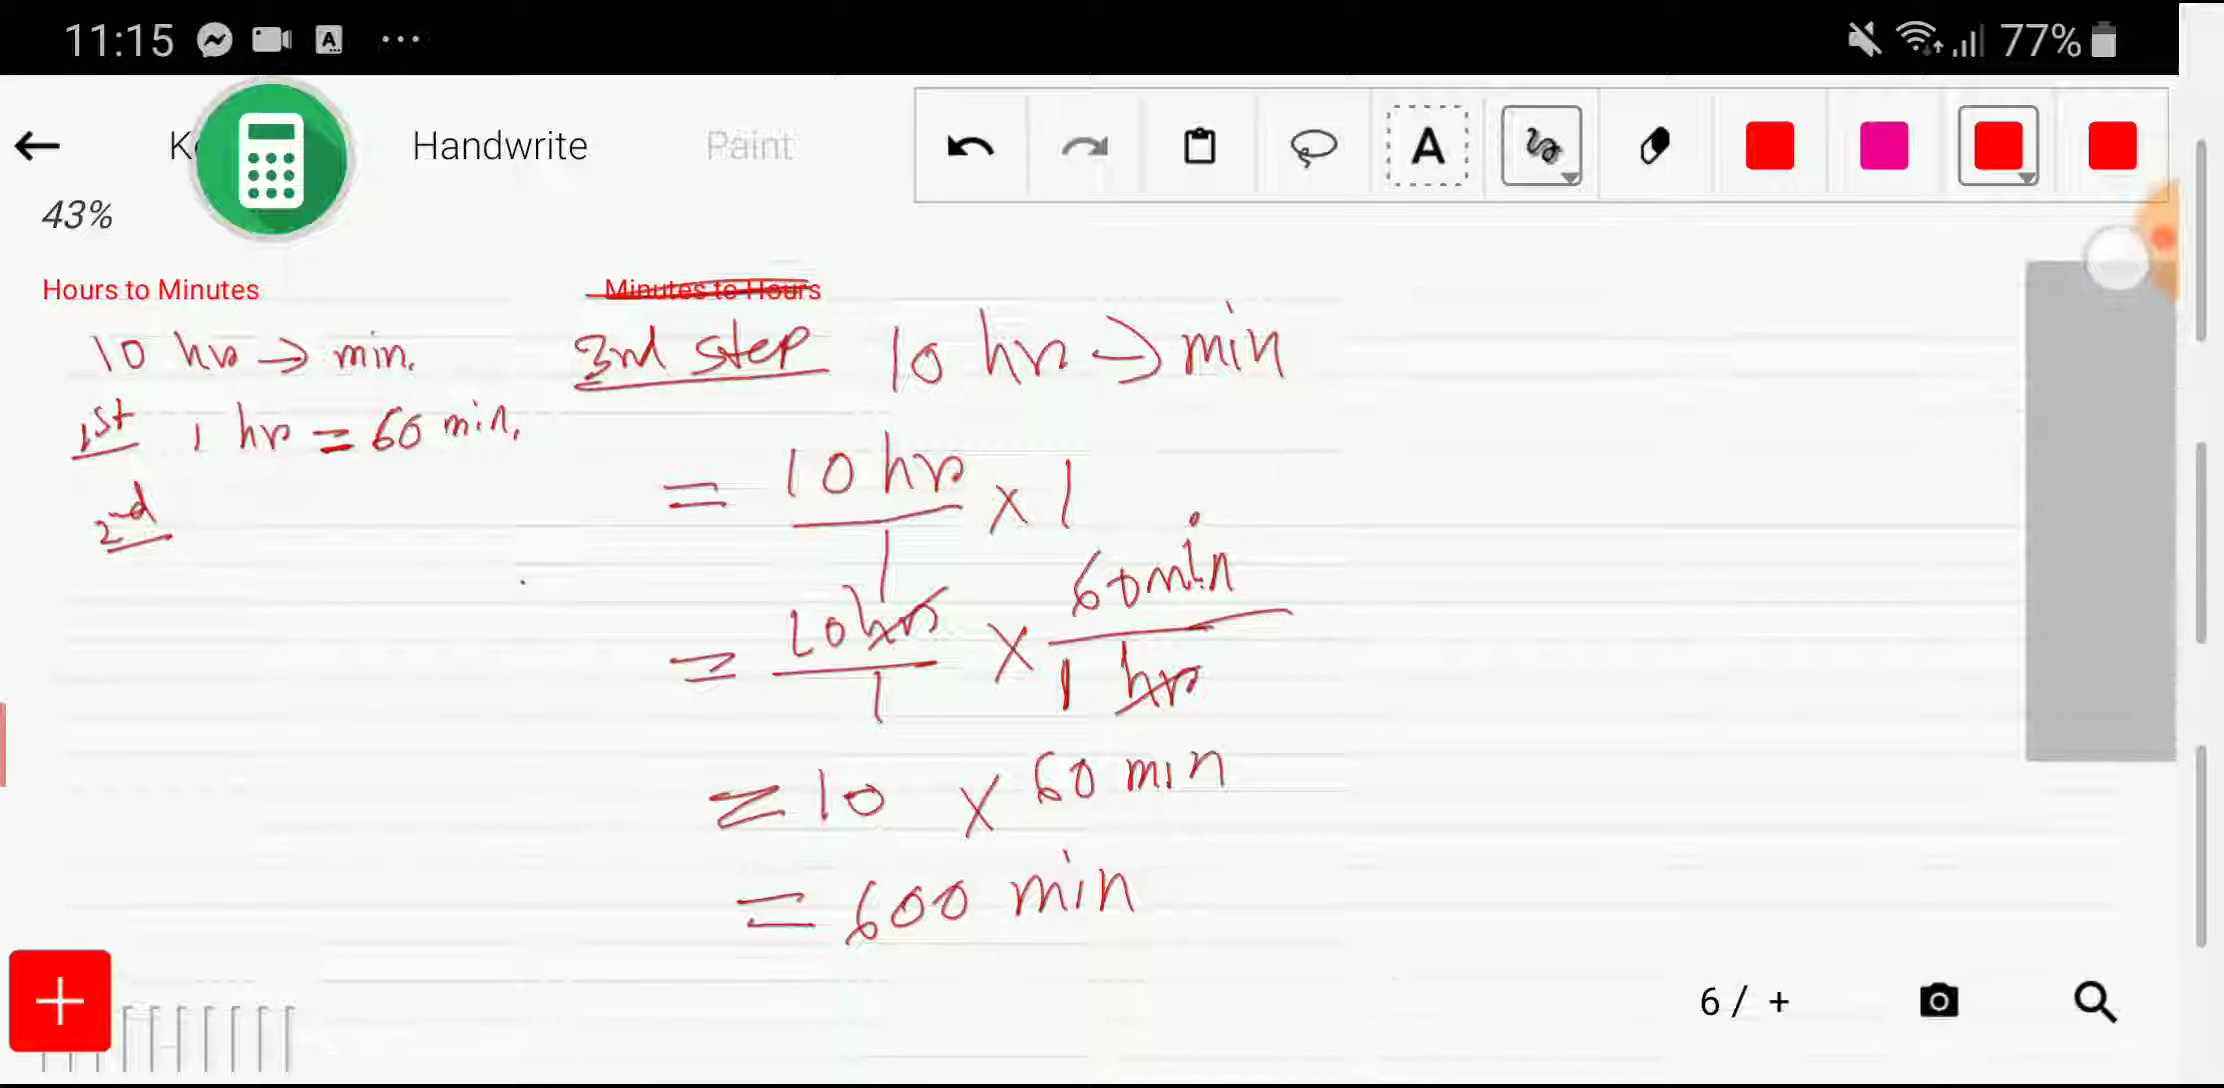 11:15
77%
Handwrite Paint
A
43%
Hours to Minutes
10 hr → min.
1st 1 hr = 60 min.
2nd
Minutes to Hours
3rd step 10 hr → min
= 10 hr / 1 × 1
= 10 hr / 1 × 60 min / 1 hr
= 10 × 60 min
= 600 min
6 / +